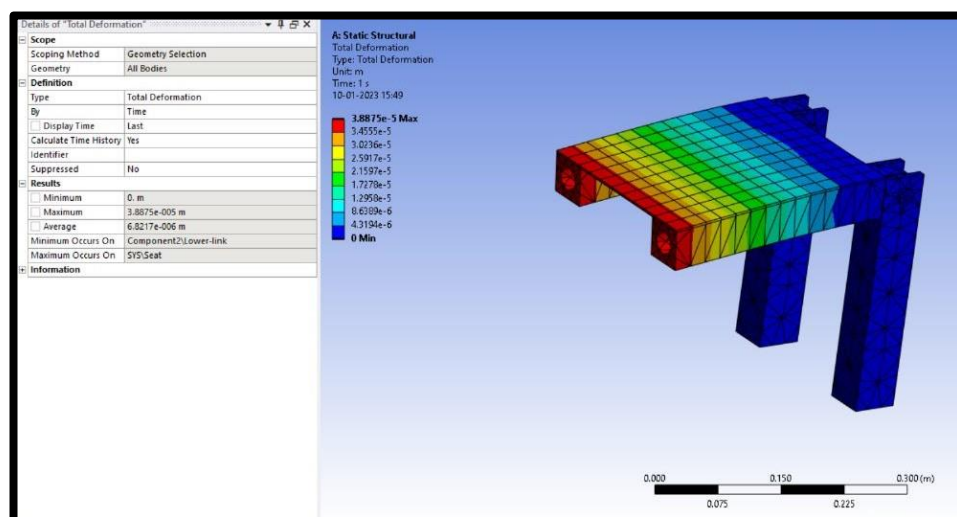 Details of "Total Deformation"
Scope
Scoping Method Geometry Selection
Geometry All Bodies
Definition
Type Total Deformation
By Time
Display Time Last
Calculate Time History Yes
Identifier
Suppressed No
Results
Minimum 0. m
Maximum 3.8875e-005 m
Average 6.8217e-006 m
Minimum Occurs On Component2\Lower-link
Maximum Occurs On SYS\Seat
Information
A: Static Structural
Total Deformation
Type: Total Deformation
Unit: m
Time: 1 s
10-01-2023 15:49
3.8875e-5 Max
3.4555e-5
3.0236e-5
2.5917e-5
2.1597e-5
1.7278e-5
1.2958e-5
8.6389e-6
4.3194e-6
0 Min
0.000 0.150 0.300 (m)
0.075 0.225